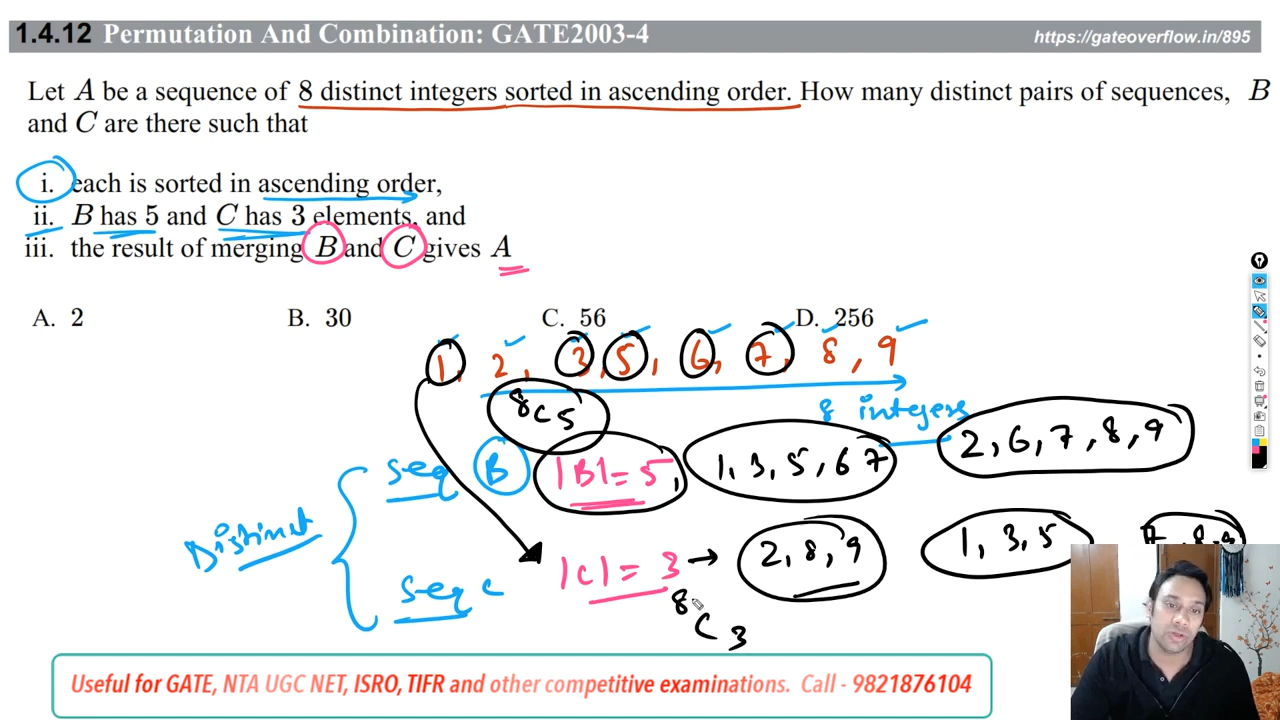 1.4.12 Permutation And Combination: GATE2003-4 https://gateoverflow.in/895
Let A be a sequence of 8 distinct integers sorted in ascending order. How many distinct pairs of sequences, B
and C are there such that
i. each is sorted in ascending order,
ii. B has 5 and C has 3 elements, and
iii. the result of merging B and C gives A
A. 2 B. 30 C. 56 D. 256
1, 2, 3, 5, 6, 7, 8, 9
8C5 8 integers
seq B |B| = 5, 1, 3, 5, 6 7 2, 6, 7, 8, 9
Distinct
seq C |C| = 3 → 2, 8, 9 1, 3, 5
8C3
Useful for GATE, NTA UGC NET, ISRO, TIFR and other competitive examinations. Call - 9821876104